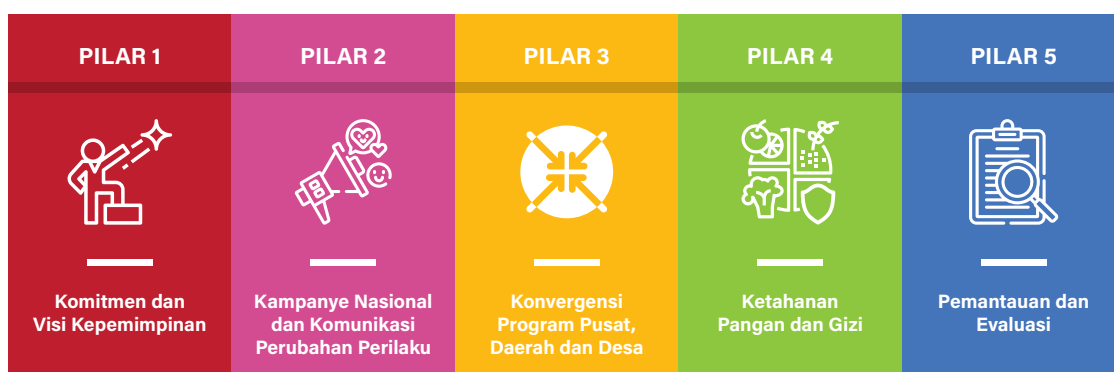 PILAR 1
PILAR 2
PILAR 3
PILAR 4
PILAR 5
Komitmen dan
Visi Kepemimpinan
Kampanye Nasional
dan Komunikasi
Perubahan Perilaku
Konvergensi
Program Pusat,
Daerah dan Desa
Ketahanan
Pangan dan Gizi
Pemantauan dan
Evaluasi